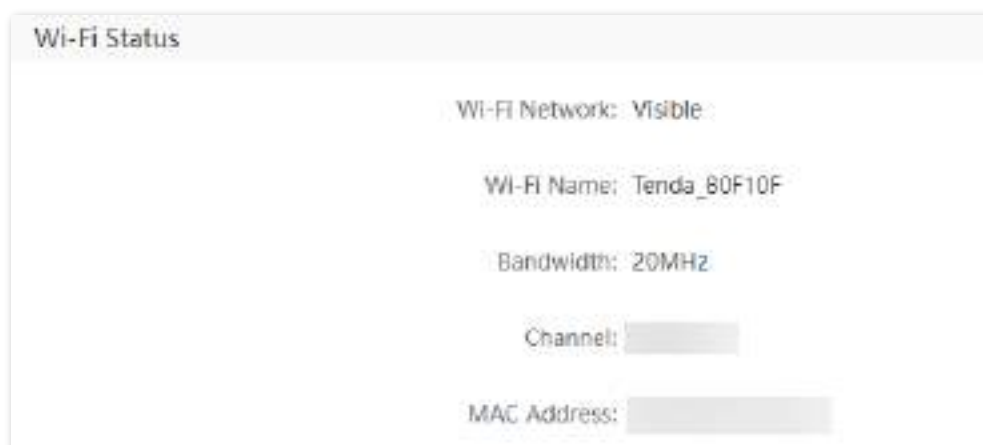 Wi-Fi Status
Wi-Fi Network: Visible
Wi-Fi Name: Tenda_80F10F
Bandwidth: 20MHz
Channel:
MAC Address: